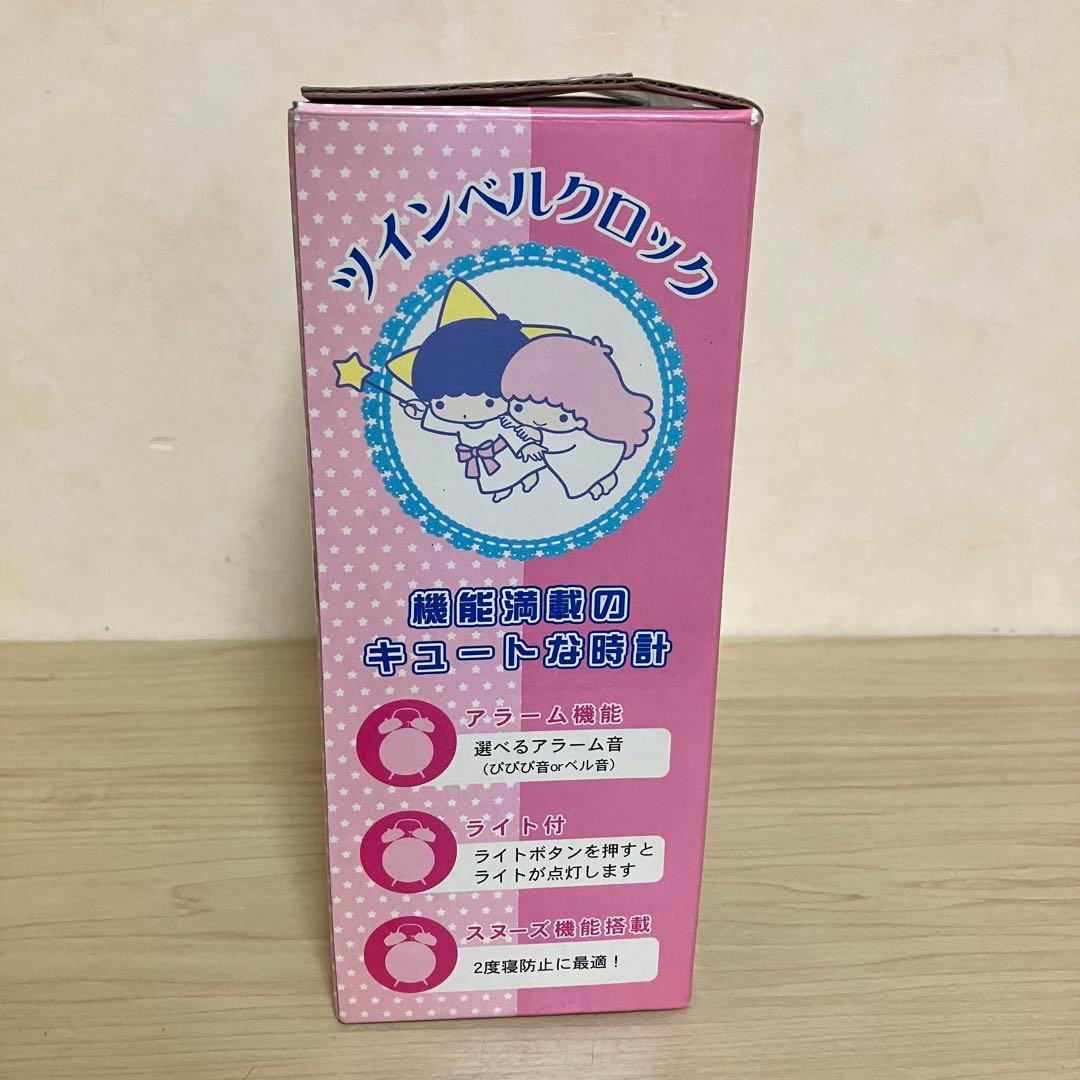 ツインベルクロック
機能満載の
キュートな時計
アラーム機能
選べるアラーム音
（ぴぴぴ音orベル音）
ライト付
ライトボタンを押すと
ライトが点灯します
スヌーズ機能搭載
2度寝防止に最適！